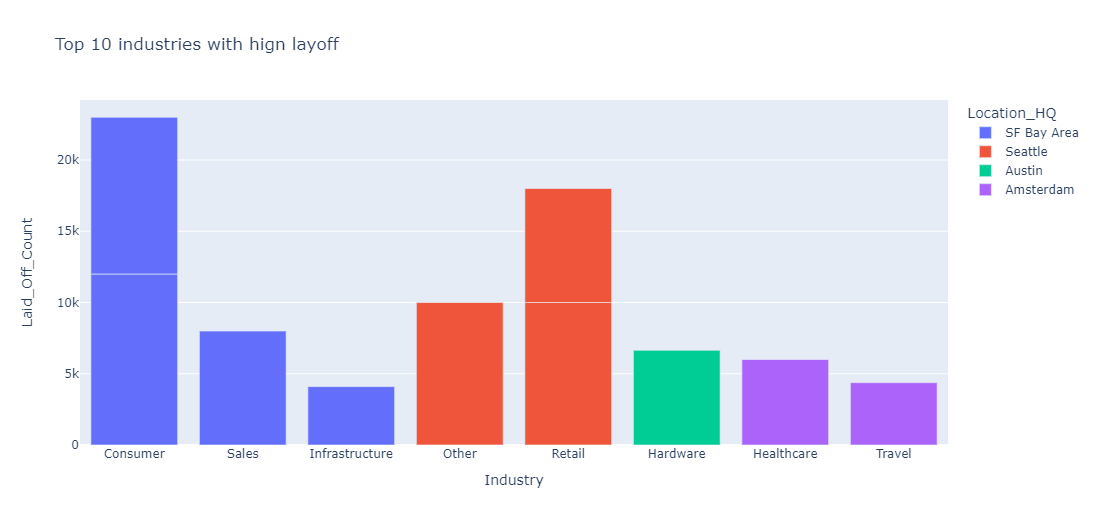 Top 10 industries with hign layoff
Location_HQ
SF Bay Area
Seattle
Austin
Amsterdam
Laid_Off_Count
20k
15k
10k
5k
0
Consumer
Sales
Infrastructure
Other
Retail
Hardware
Healthcare
Travel
Industry